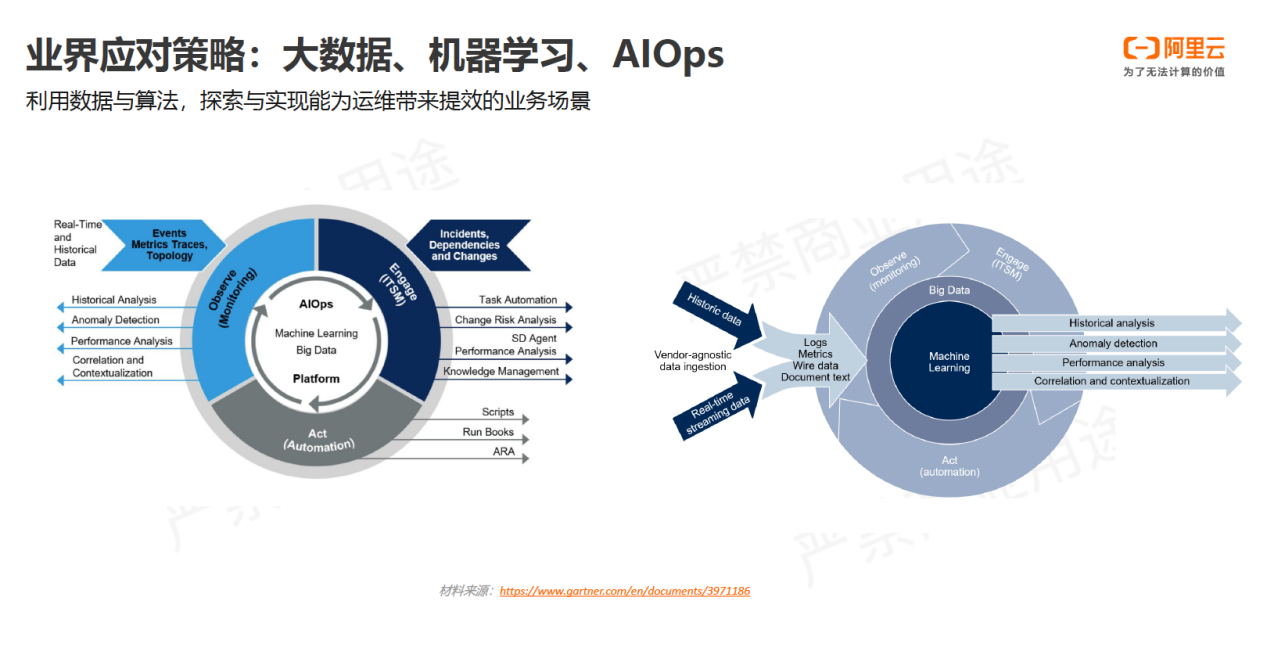 业界应对策略：大数据、机器学习、AIOps
阿里云
为了无法计算的价值
利用数据与算法，探索与实现能为运维带来提效的业务场景
Real-Time
and
Historical
Data
Events
Metrics Traces,
Topology
Incidents,
Dependencies
and Changes
Observe
(Monitoring)
Engage
(ITSM)
AIOps
Machine Learning
Big Data
Platform
Historical Analysis
Anomaly Detection
Performance Analysis
Correlation and
Contextualization
Task Automation
Change Risk Analysis
SD Agent
Performance Analysis
Knowledge Management
Act
(Automation)
Scripts
Run Books
ARA
Observe
(monitoring)
Engage
(ITSM)
Big Data
Historic data
Vendor-agnostic
data ingestion
Real-time
streaming data
Logs
Metrics
Wire data
Document text
Machine
Learning
Historical analysis
Anomaly detection
Performance analysis
Correlation and contextualization
Act
(automation)
严禁商业
用途
材料来源：https://www.gartner.com/en/documents/3971186